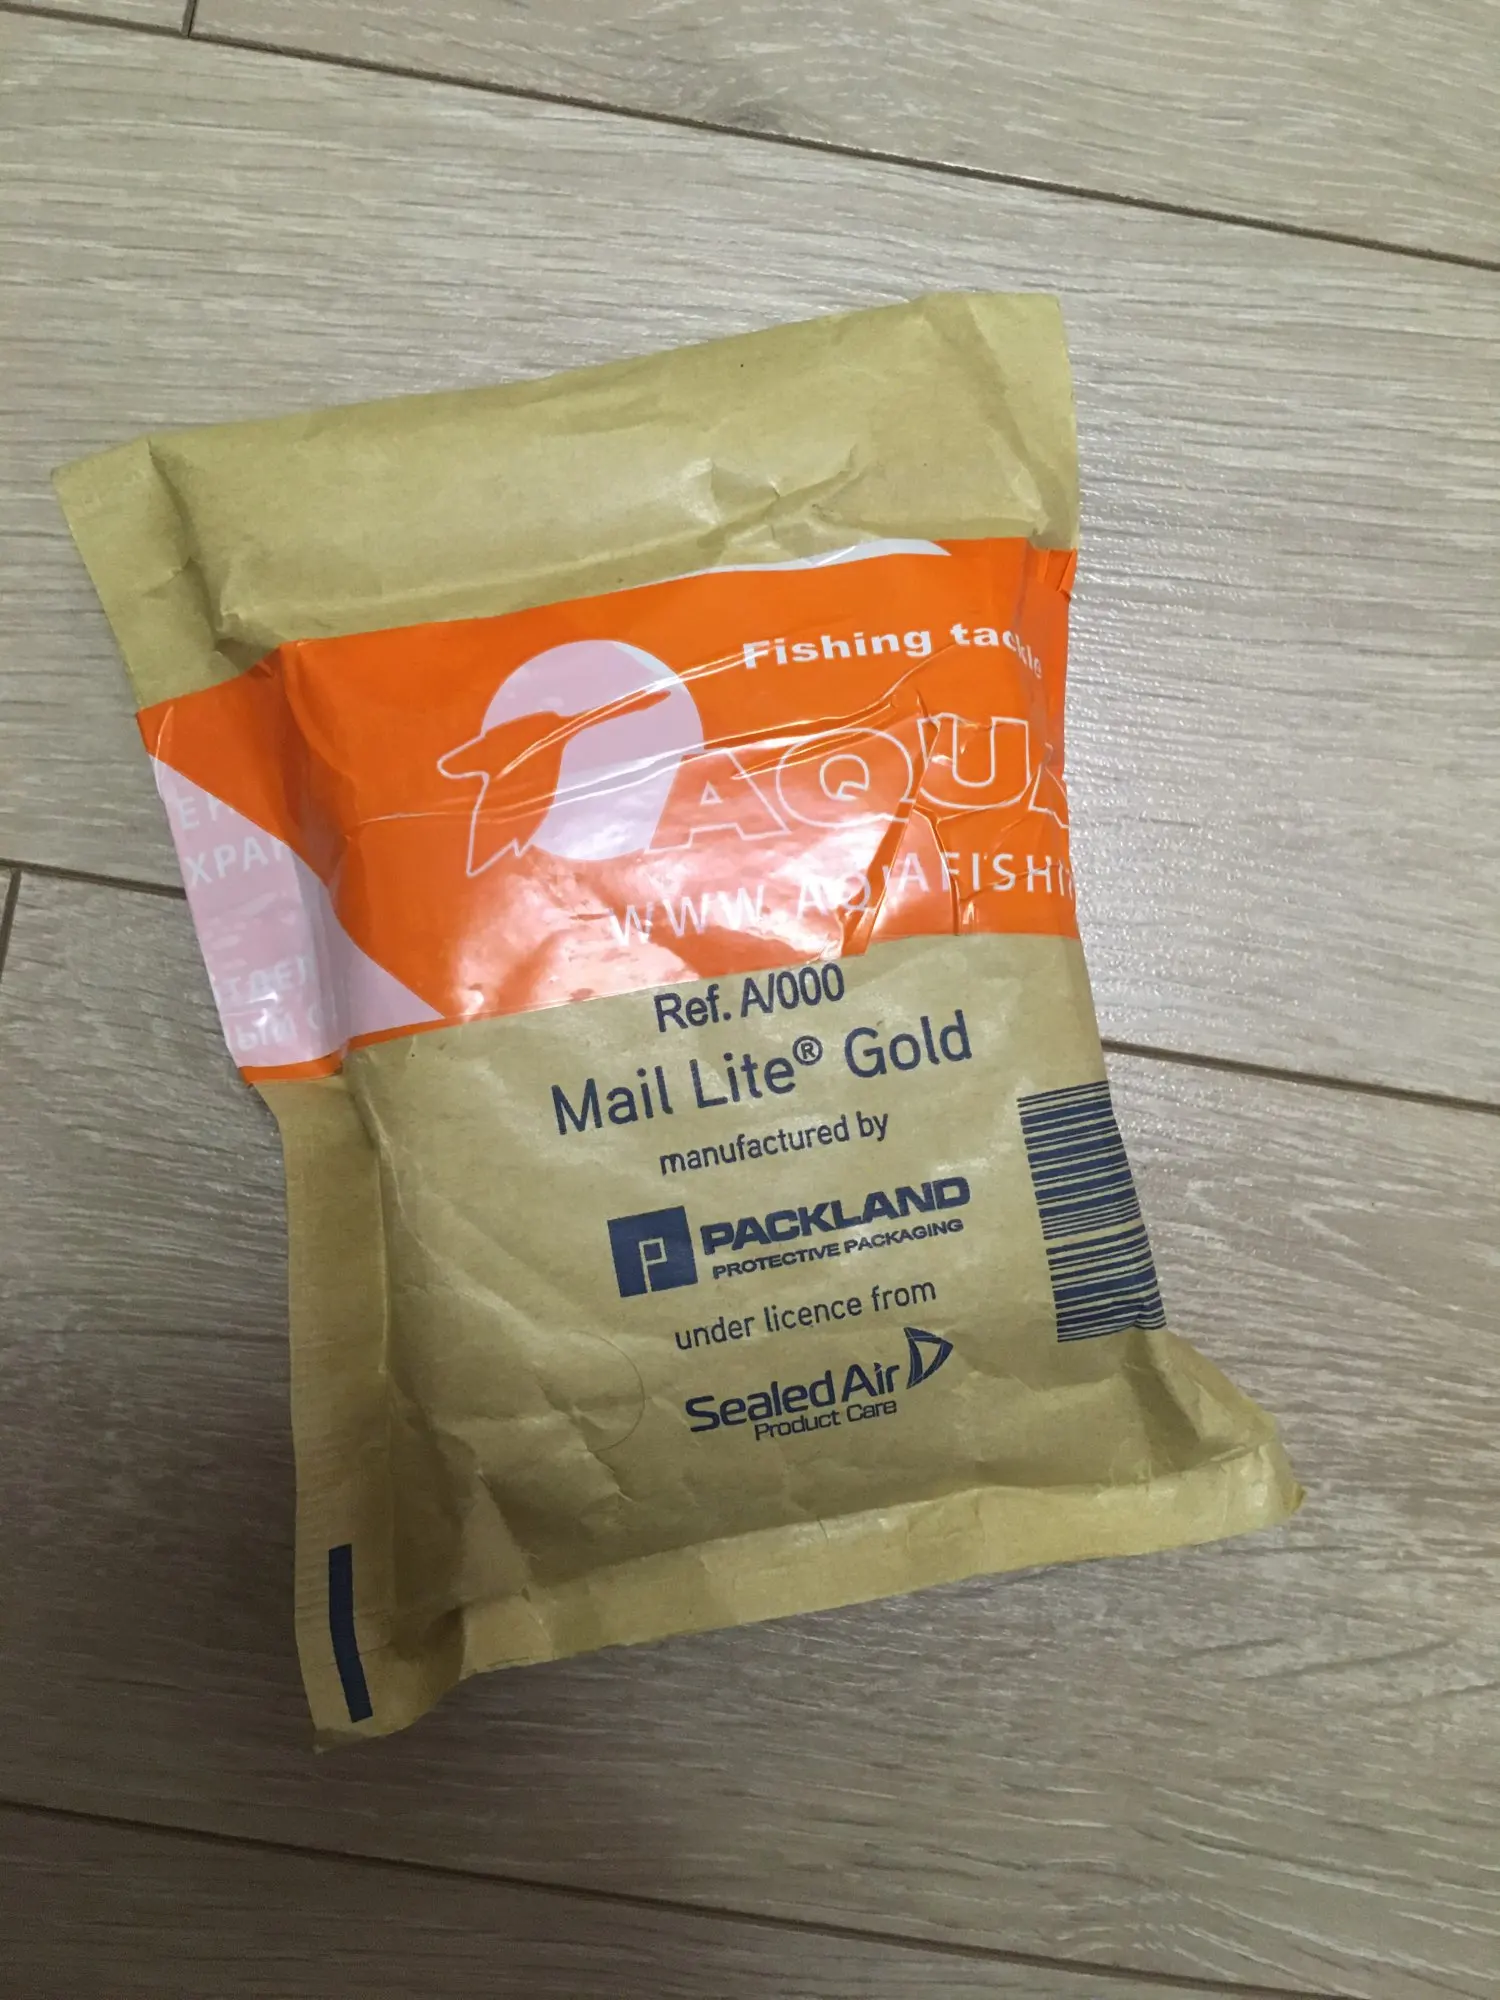 Fishing tackle
AQUA
WWW.AQUAFISHI
ХРАН
Ref. A/000
Mail Lite® Gold
manufactured by
PACKLAND
PROTECTIVE PACKAGING
under licence from
Sealed Air
Product Care